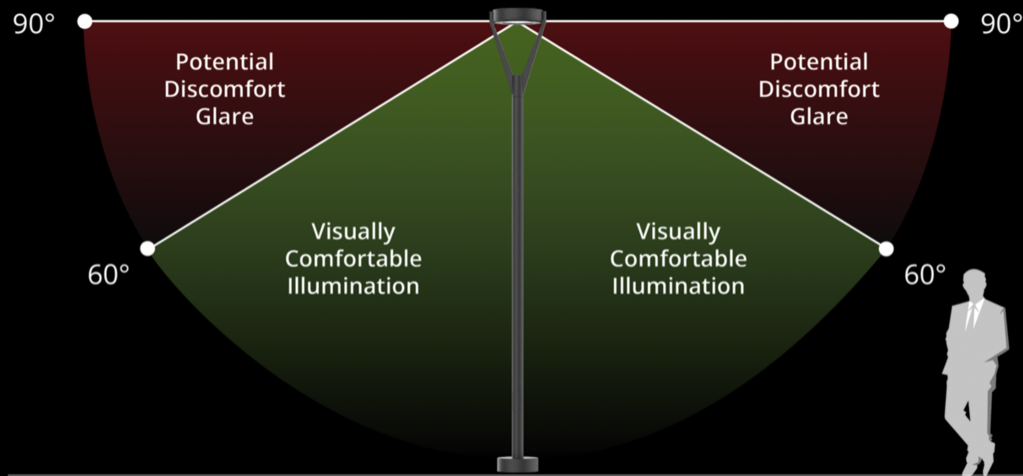 90°
90°
Potential
Discomfort
Glare
Potential
Discomfort
Glare
Visually
Comfortable
Illumination
Visually
Comfortable
Illumination
60°
60°